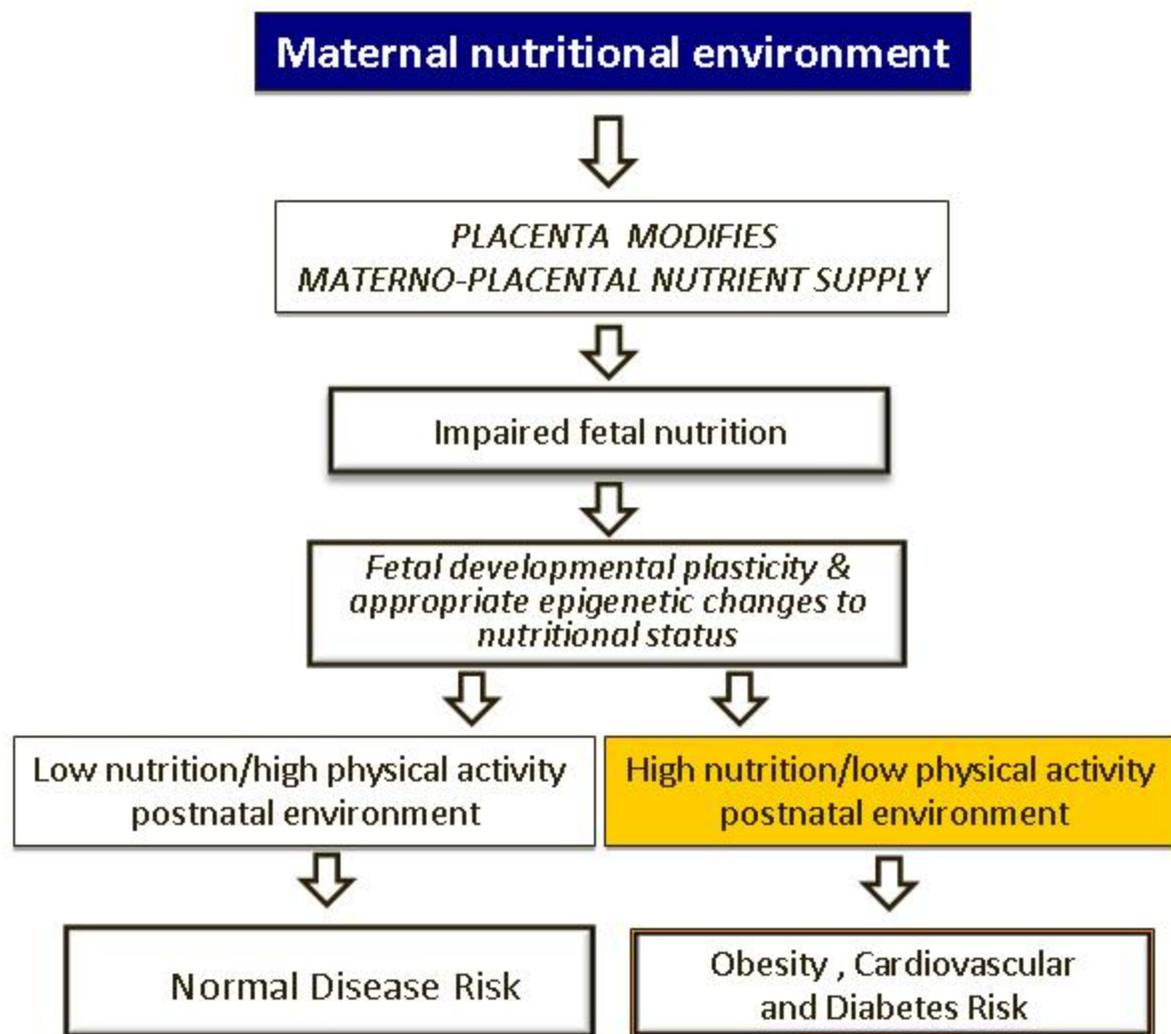 Maternal nutritional environment
PLACENTA MODIFIES
MATERNO-PLACENTAL NUTRIENT SUPPLY
Impaired fetal nutrition
Fetal developmental plasticity &
appropriate epigenetic changes to
nutritional status
Low nutrition/high physical activity
postnatal environment
High nutrition/low physical activity
postnatal environment
Normal Disease Risk
Obesity , Cardiovascular
and Diabetes Risk